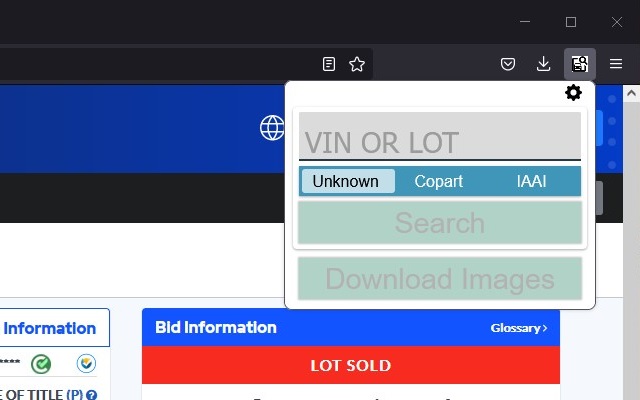 VIN OR LOT
Unknown Copart IAAI
Search
Download Images
Information
Bid Information Glossary >
****
LOT SOLD
E OF TITLE (P) ?